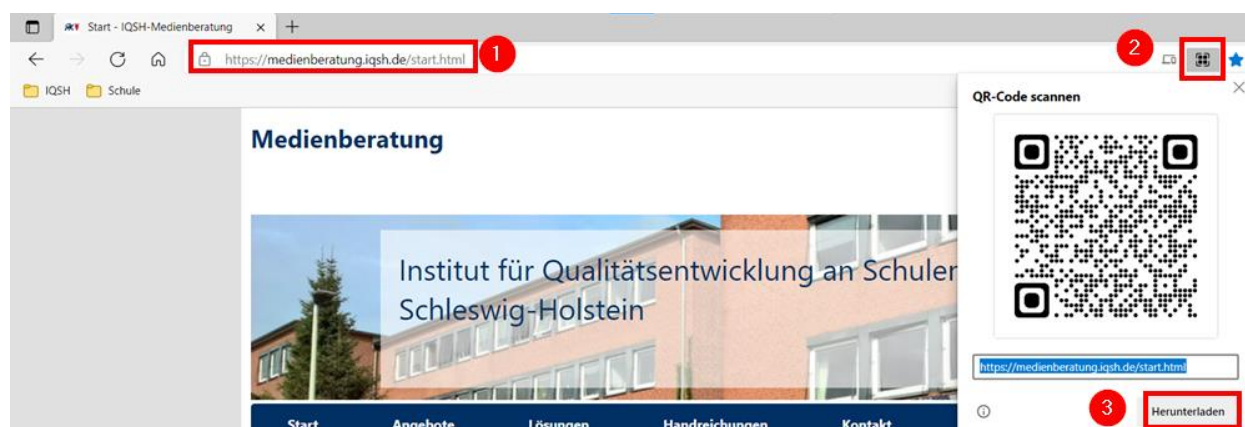 Start - IQSH-Medienberatung
https://medienberatung.iqsh.de/start.html
1
2
IQSH Schule
QR-Code scannen
Medienberatung
Institut für Qualitätsentwicklung an Schulen
Schleswig-Holstein
https://medienberatung.iqsh.de/start.html
3
Herunterladen
Start Angebote Lösungen Handreichungen Kontakt